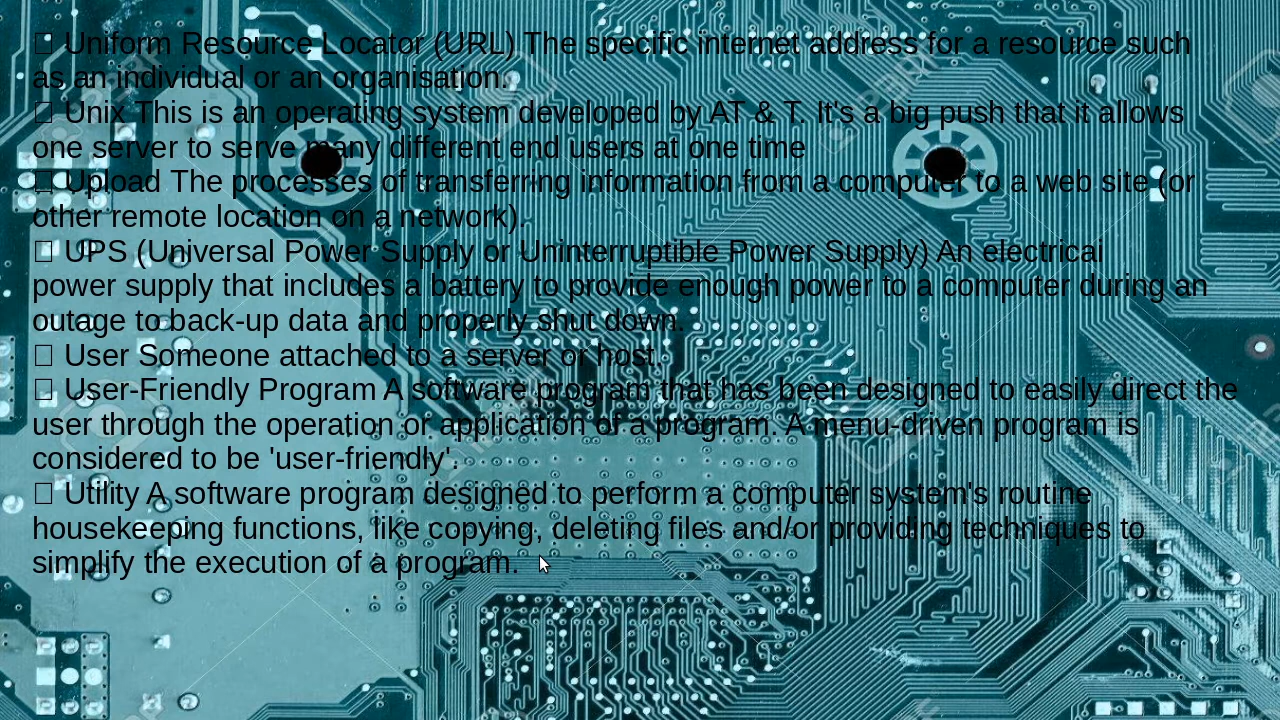 Uniform Resource Locator (URL) The specific internet address for a resource such
as an individual or an organisation.
Unix This is an operating system developed by AT & T. It's a big push that it allows
one server to serve many different end users at one time
Upload The processes of transferring information from a computer to a web site (or
other remote location on a network).
UPS (Universal Power Supply or Uninterruptible Power Supply) An electrical
power supply that includes a battery to provide enough power to a computer during an
outage to back-up data and properly shut down.
User Someone attached to a server or host.
User-Friendly Program A software program that has been designed to easily direct the
user through the operation or application of a program. A menu-driven program is
considered to be 'user-friendly'.
Utility A software program designed to perform a computer system's routine
housekeeping functions, like copying, deleting files and/or providing techniques to
simplify the execution of a program.